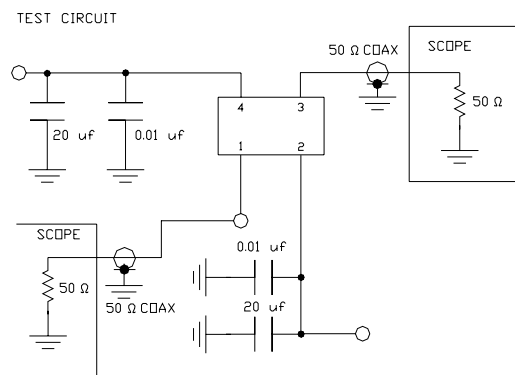 TEST CIRCUIT
50 Ω COAX
SCOPE
50 Ω
4
3
20 uf
0.01 uf
1
2
SCOPE
50 Ω
50 Ω COAX
0.01 uf
20 uf